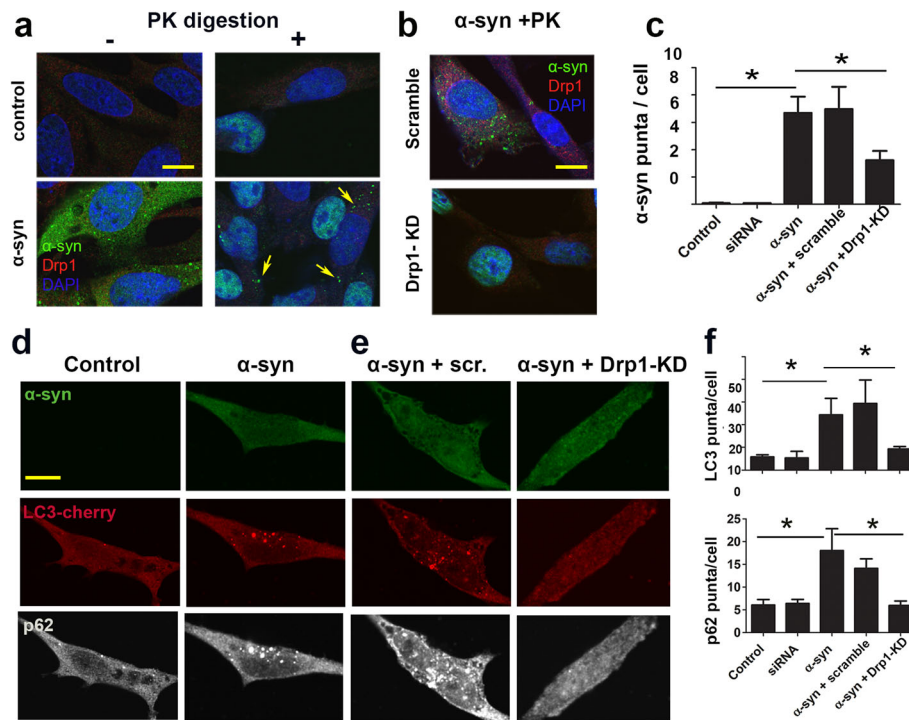 a
PK digestion
- +
control
α-syn
α-syn
Drp1
DAPI
b
α-syn +PK
Scramble
α-syn
Drp1
DAPI
Drp1- KD
c
α-syn punta / cell
10
8
6
4
2
0
*
*
Control
siRNA
α-syn
α-syn + scramble
α-syn +Drp1-KD
d
Control
α-syn
e
α-syn + scr.
α-syn + Drp1-KD
α-syn
LC3-cherry
p62
f
LC3 punta/cell
50
40
30
20
10
0
*
*
p62 punta/cell
25
20
15
10
5
0
*
*
Control
siRNA
α-syn
α-syn + scramble
α-syn + Drp1-KD